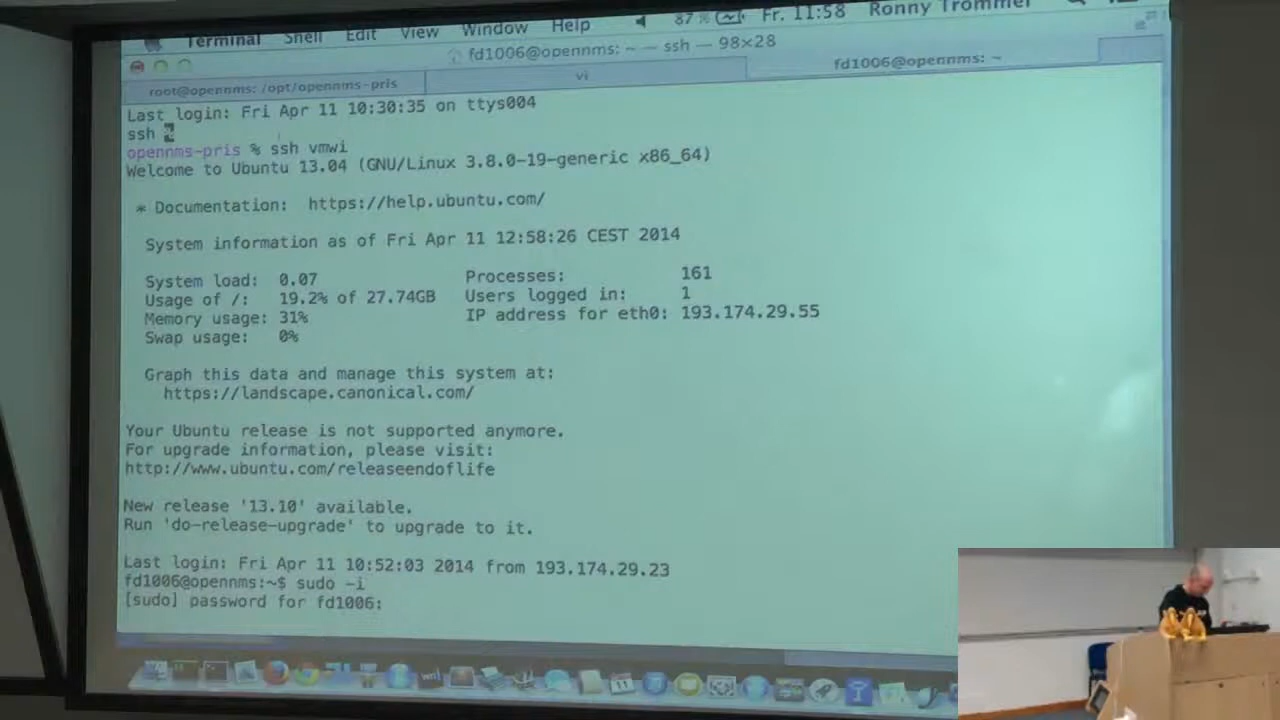 Terminal Shell Edit View Window Help 87% Fr. 11:58 Ronny Trommer
fd1006@opennms: ~ — ssh — 98×28
root@opennms: /opt/opennms-pris vi fd1006@opennms: ~
Last login: Fri Apr 11 10:30:35 on ttys004
ssh
opennms-pris % ssh vmwi
Welcome to Ubuntu 13.04 (GNU/Linux 3.8.0-19-generic x86_64)
* Documentation: https://help.ubuntu.com/
System information as of Fri Apr 11 12:58:26 CEST 2014
System load: 0.07 Processes: 161
Usage of /: 19.2% of 27.74GB Users logged in: 1
Memory usage: 31% IP address for eth0: 193.174.29.55
Swap usage: 0%
Graph this data and manage this system at:
https://landscape.canonical.com/
Your Ubuntu release is not supported anymore.
For upgrade information, please visit:
http://www.ubuntu.com/releaseendoflife
New release '13.10' available.
Run 'do-release-upgrade' to upgrade to it.
Last login: Fri Apr 11 10:52:03 2014 from 193.174.29.23
fd1006@opennms:~$ sudo -i
[sudo] password for fd1006: